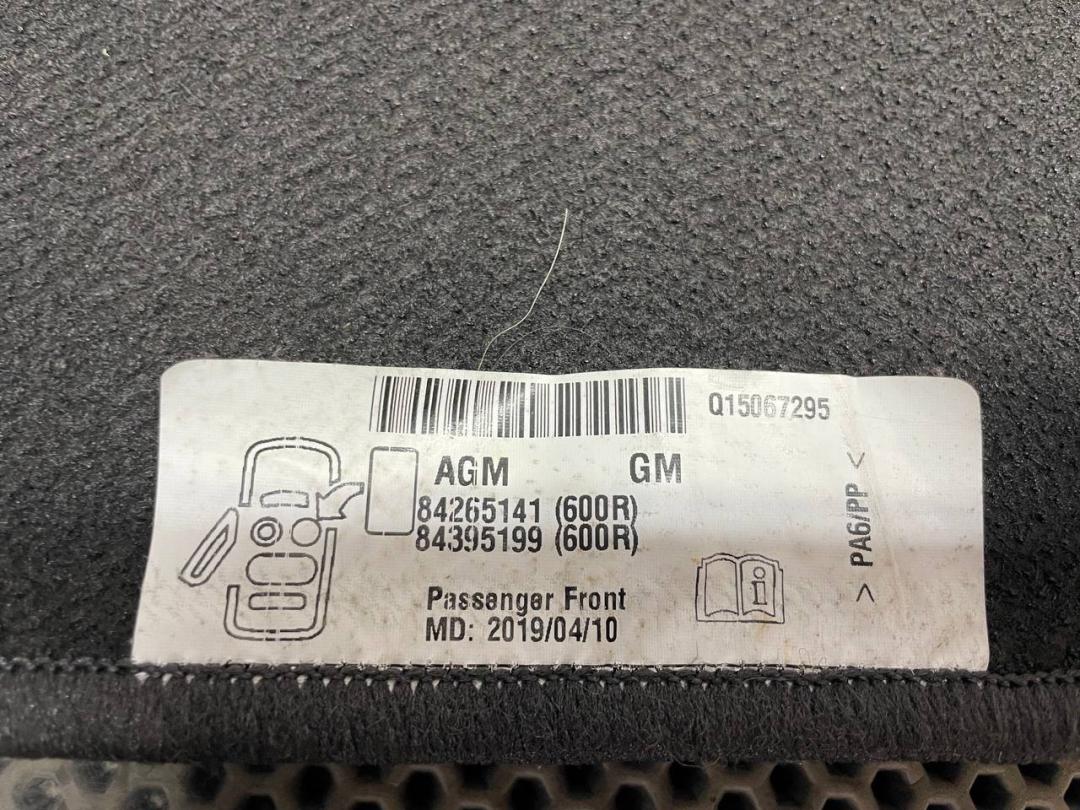 Q15067295
AGM GM
84265141 (600R)
84395199 (600R)
> PA6/PP <
i
Passenger Front
MD: 2019/04/10